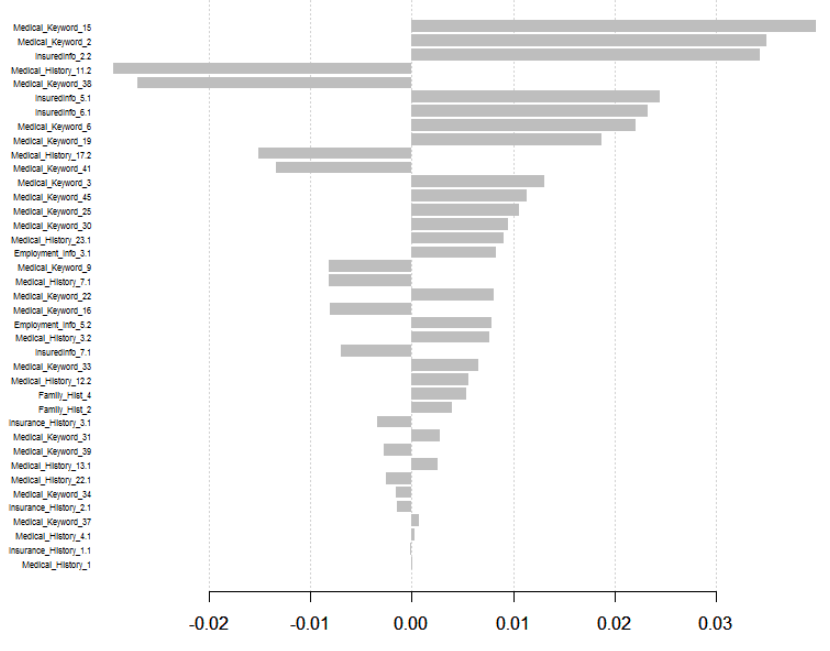 Medical_Keyword_15
Medical_Keyword_2
InsuredInfo_2.2
Medical_History_11.2
Medical_Keyword_38
InsuredInfo_5.1
InsuredInfo_6.1
Medical_Keyword_6
Medical_Keyword_19
Medical_History_17.2
Medical_Keyword_41
Medical_Keyword_3
Medical_Keyword_45
Medical_Keyword_25
Medical_Keyword_30
Medical_History_23.1
Employment_Info_3.1
Medical_Keyword_9
Medical_History_7.1
Medical_Keyword_22
Medical_Keyword_16
Employment_Info_5.2
Medical_History_3.2
InsuredInfo_7.1
Medical_Keyword_33
Medical_History_12.2
Family_Hist_4
Family_Hist_2
Insurance_History_3.1
Medical_Keyword_31
Medical_Keyword_39
Medical_History_13.1
Medical_History_22.1
Medical_Keyword_34
Insurance_History_2.1
Medical_Keyword_37
Medical_History_4.1
Insurance_History_1.1
Medical_History_1
-0.02 -0.01 0.00 0.01 0.02 0.03